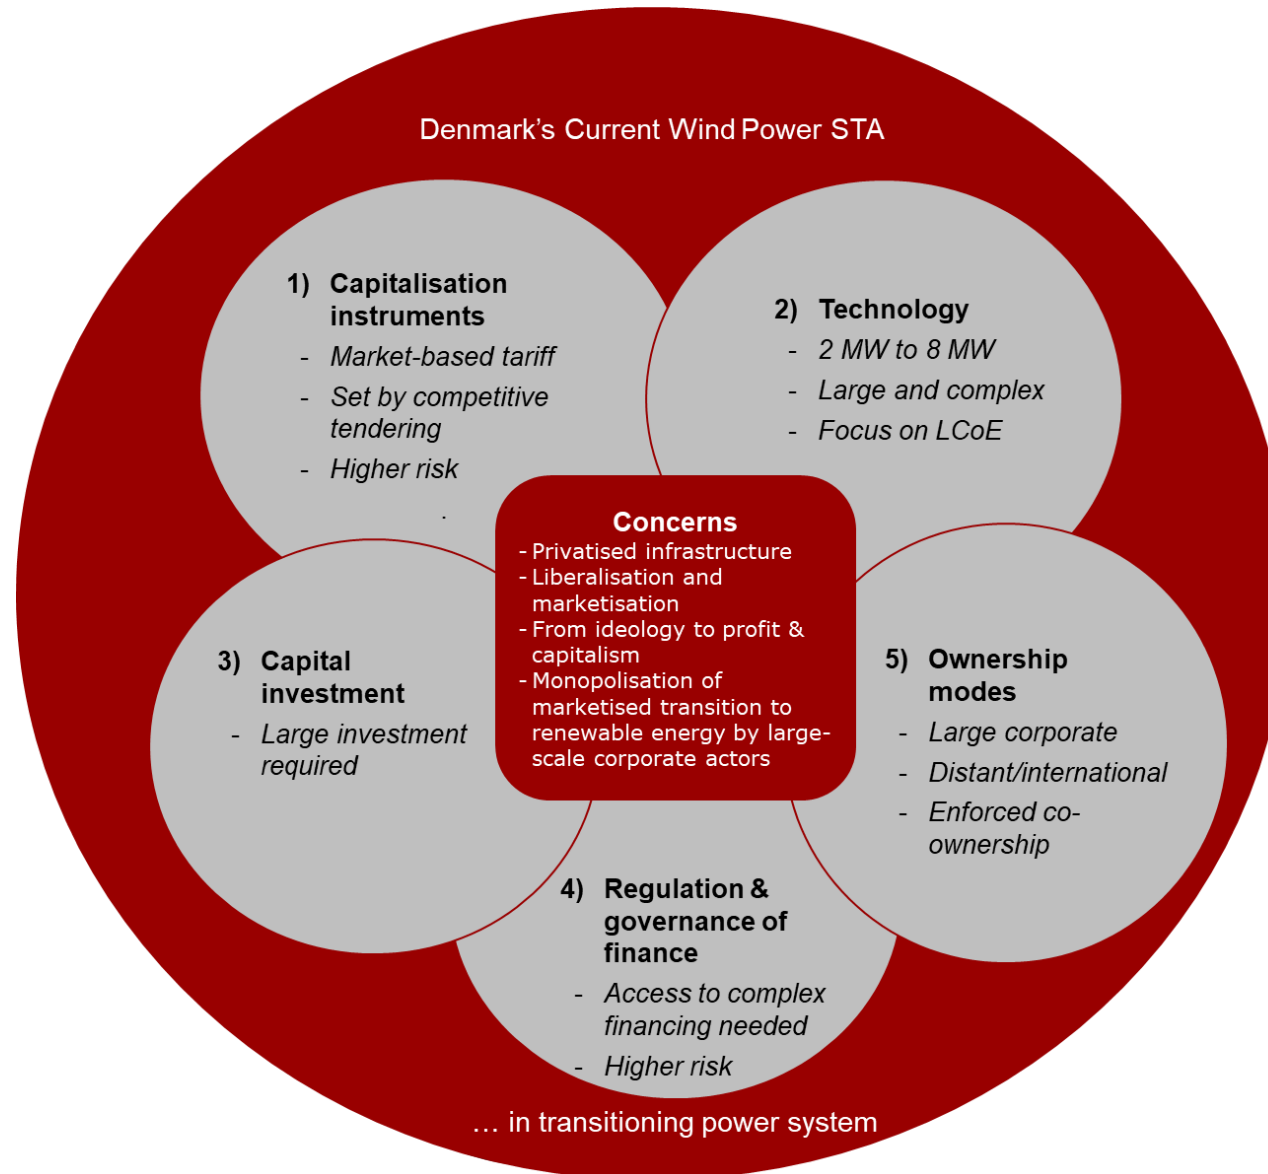 Denmark's Current Wind Power STA
1) Capitalisation
instruments
- Market-based tariff
- Set by competitive
tendering
- Higher risk
.
2) Technology
- 2 MW to 8 MW
- Large and complex
- Focus on LCoE
Concerns
- Privatised infrastructure
- Liberalisation and
marketisation
- From ideology to profit &
capitalism
- Monopolisation of
marketised transition to
renewable energy by large-
scale corporate actors
3) Capital
investment
- Large investment
required
4) Regulation &
governance of
finance
- Access to complex
financing needed
- Higher risk
5) Ownership
modes
- Large corporate
- Distant/international
- Enforced co-
ownership
... in transitioning power system